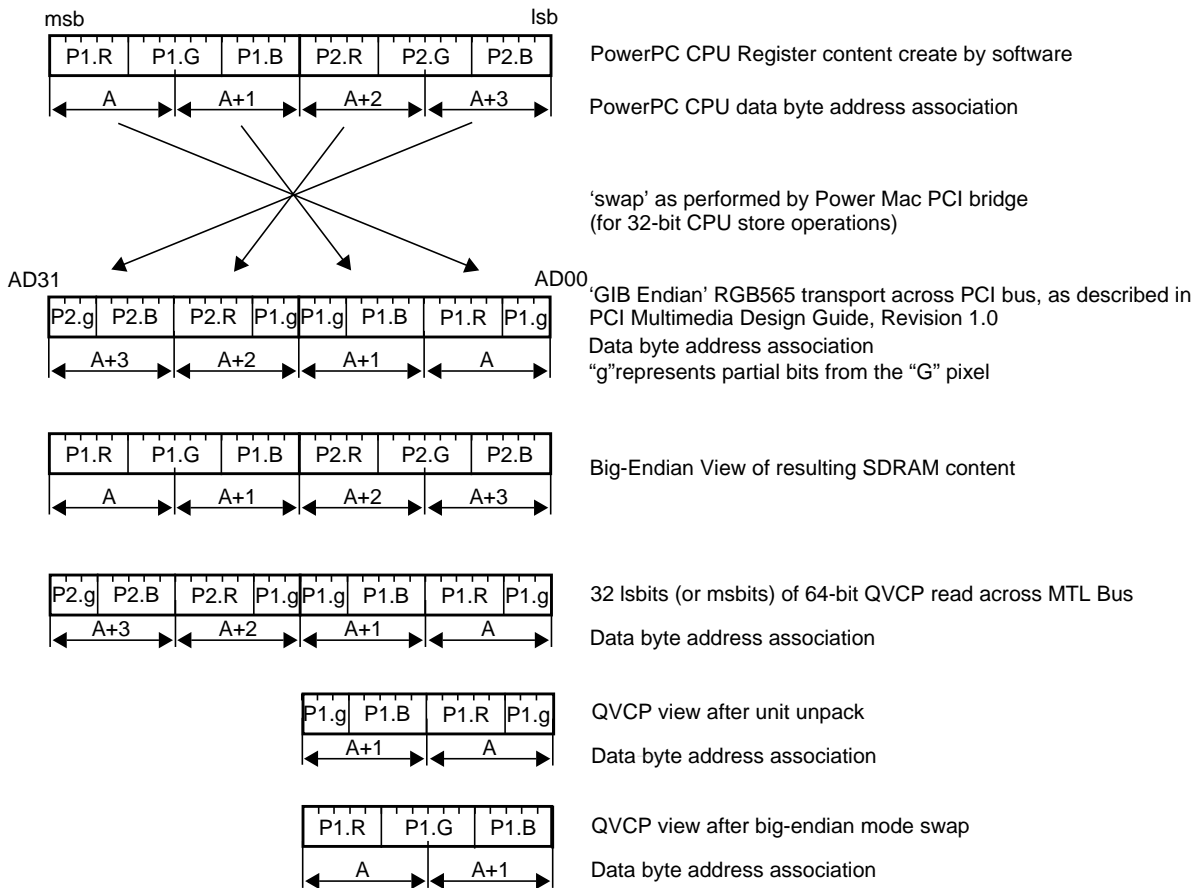 msb lsb
P1.R P1.G P1.B P2.R P2.G P2.B PowerPC CPU Register content create by software
A A+1 A+2 A+3 PowerPC CPU data byte address association
‘swap’ as performed by Power Mac PCI bridge
(for 32-bit CPU store operations)
AD31 AD00
P2.g P2.B P2.R P1.g P1.g P1.B P1.R P1.g ‘GIB Endian’ RGB565 transport across PCI bus, as described in
PCI Multimedia Design Guide, Revision 1.0
A+3 A+2 A+1 A Data byte address association
“g”represents partial bits from the “G” pixel
P1.R P1.G P1.B P2.R P2.G P2.B Big-Endian View of resulting SDRAM content
A A+1 A+2 A+3
P2.g P2.B P2.R P1.g P1.g P1.B P1.R P1.g 32 lsbits (or msbits) of 64-bit QVCP read across MTL Bus
A+3 A+2 A+1 A Data byte address association
P1.g P1.B P1.R P1.g QVCP view after unit unpack
A+1 A Data byte address association
P1.R P1.G P1.B QVCP view after big-endian mode swap
A A+1 Data byte address association